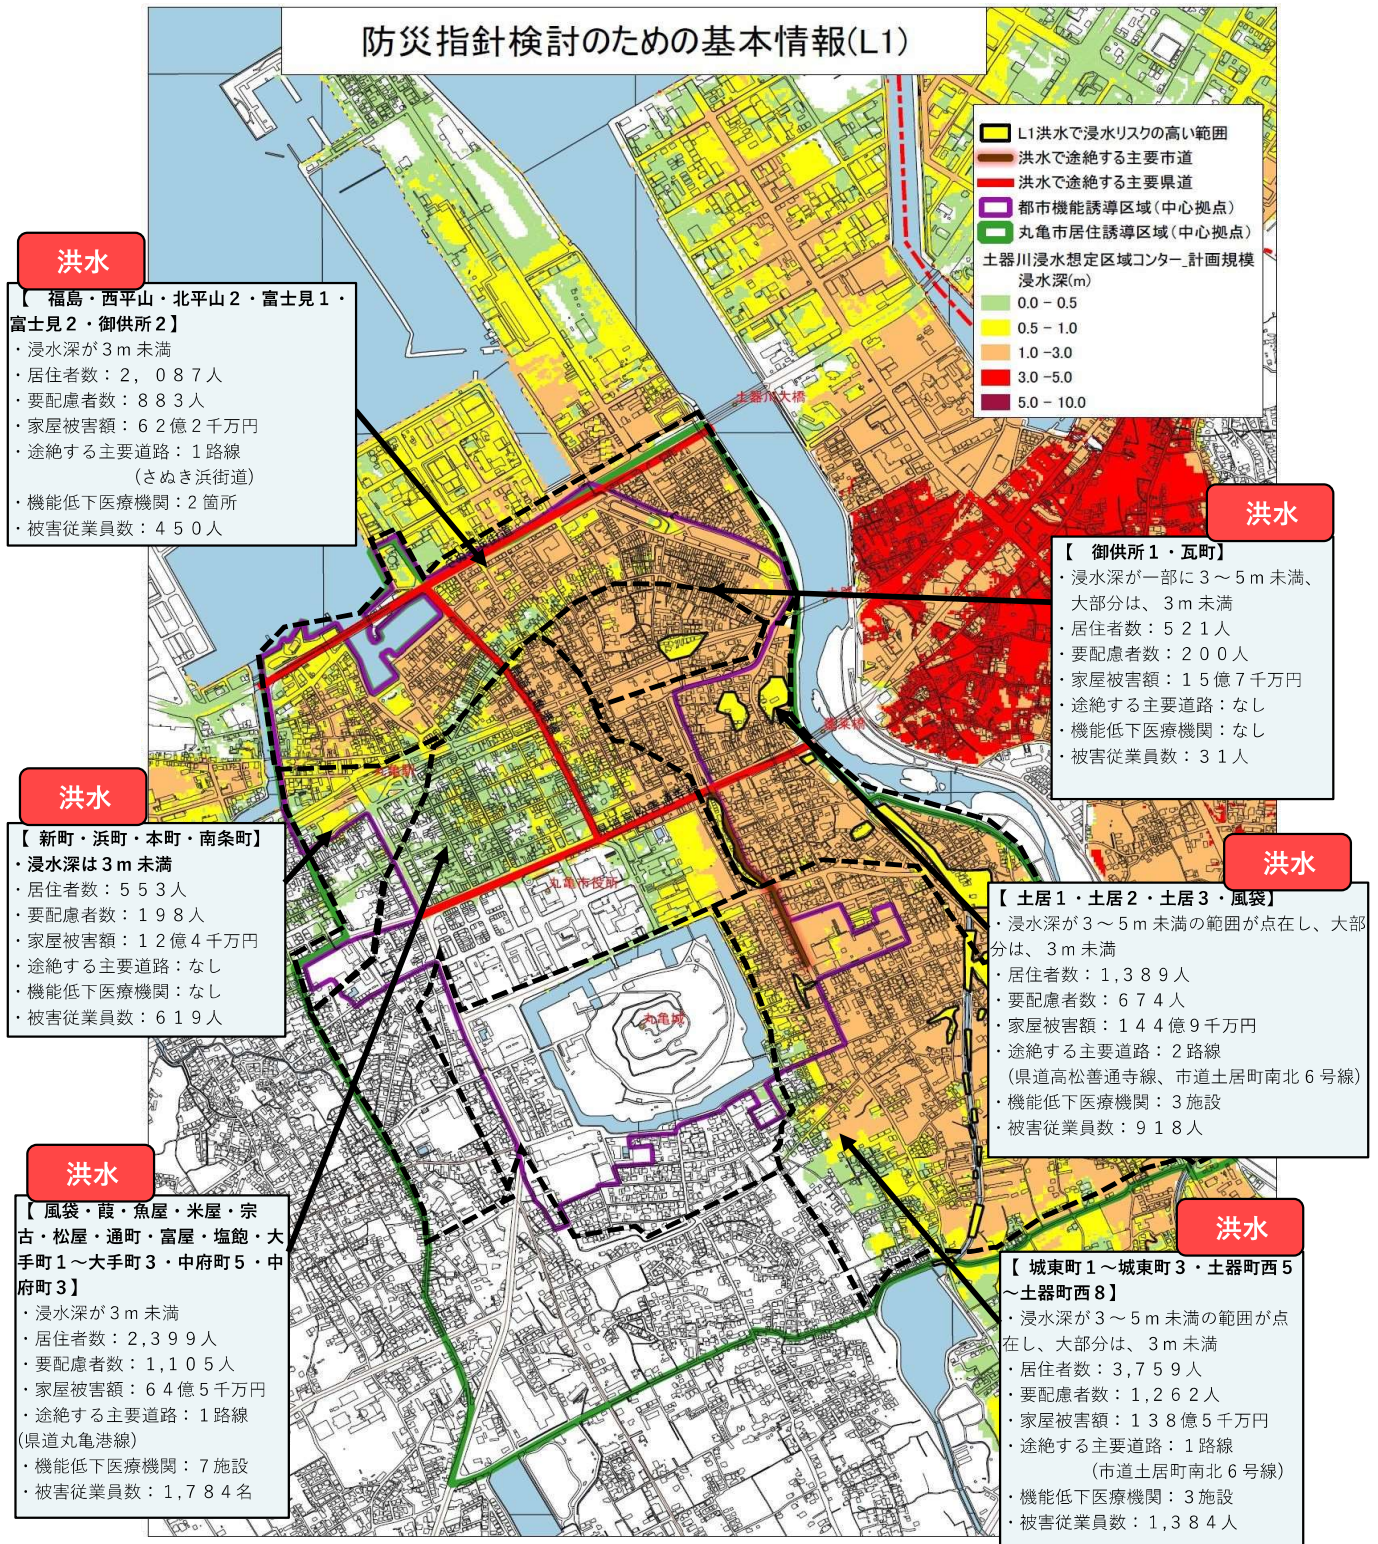 防災指針検討のための基本情報(L1)
L1洪水で浸水リスクの高い範囲
洪水で途絶する主要市道
洪水で途絶する主要県道
都市機能誘導区域(中心拠点)
丸亀市居住誘導区域(中心拠点)
土器川浸水想定区域コンター_計画規模
浸水深(m)
0.0 - 0.5
0.5 - 1.0
1.0 -3.0
3.0 -5.0
5.0 - 10.0
洪水
【　福島・西平山・北平山2・富士見1・
富士見2・御供所2】
・浸水深が3m未満
・居住者数：2，087人
・要配慮者数：883人
・家屋被害額：62億2千万円
・途絶する主要道路：1路線
(さぬき浜街道)
・機能低下医療機関：2箇所
・被害従業員数：450人
土器川大橋
洪水
【　御供所1・瓦町】
・浸水深が一部に3～5m未満、
大部分は、3m未満
・居住者数：521人
・要配慮者数：200人
・家屋被害額：15億7千万円
・途絶する主要道路：なし
・機能低下医療機関：なし
・被害従業員数：31人
蓬莱橋
丸亀駅
洪水
【 新町・浜町・本町・南条町】
・浸水深は3m未満
・居住者数：553人
・要配慮者数：198人
・家屋被害額：12億4千万円
・途絶する主要道路：なし
・機能低下医療機関：なし
・被害従業員数：619人
丸亀市役所
丸亀城
洪水
【 土居1・土居2・土居3・風袋】
・浸水深が3～5m未満の範囲が点在し、大部
分は、3m未満
・居住者数：1,389人
・要配慮者数：674人
・家屋被害額：144億9千万円
・途絶する主要道路：2路線
(県道高松善通寺線、市道土居町南北6号線)
・機能低下医療機関：3施設
・被害従業員数：918人
洪水
【 風袋・葭・魚屋・米屋・宗
古・松屋・通町・富屋・塩飽・大
手町1～大手町3・中府町5・中
府町3】
・浸水深が3m未満
・居住者数：2,399人
・要配慮者数：1,105人
・家屋被害額：64億5千万円
・途絶する主要道路：1路線
(県道丸亀港線)
・機能低下医療機関：7施設
・被害従業員数：1,784名
洪水
【 城東町1～城東町3・土器町西5
～土器町西8】
・浸水深が3～5m未満の範囲が点
在し、大部分は、3m未満
・居住者数：3,759人
・要配慮者数：1,262人
・家屋被害額：138億5千万円
・途絶する主要道路：1路線
(市道土居町南北6号線)
・機能低下医療機関：3施設
・被害従業員数：1,384人